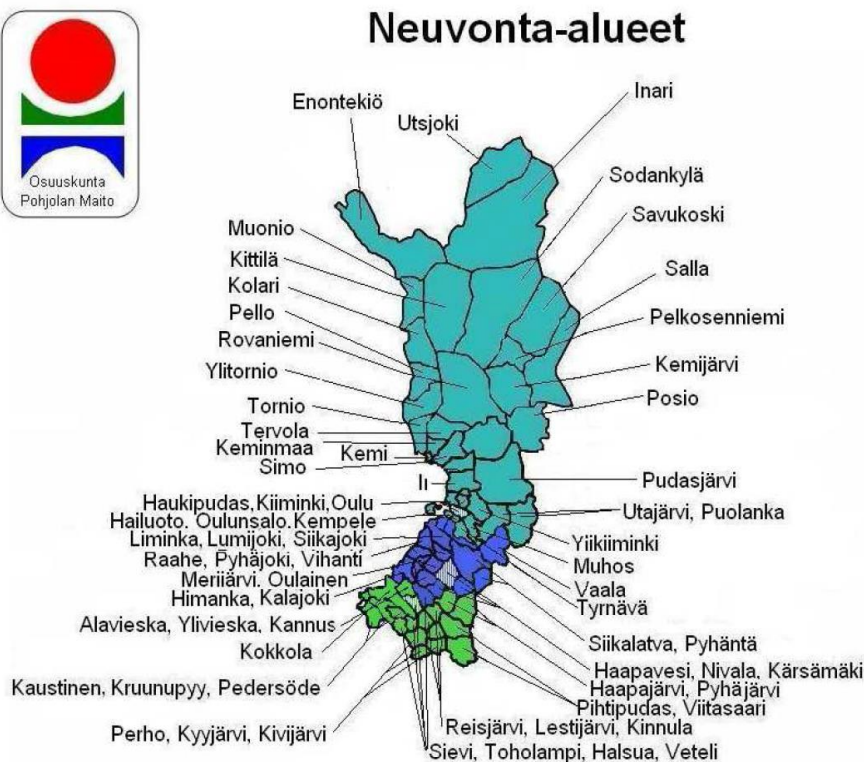 Neuvonta-alueet
Osuuskunta
Pohjolan Maito
Enontekiö
Utsjoki
Inari
Sodankylä
Savukoski
Salla
Pelkosenniemi
Kemijärvi
Posio
Muonio
Kittilä
Kolari
Pello
Rovaniemi
Ylitornio
Tornio
Tervola
Keminmaa
Kemi
Simo
Ii
Pudasjärvi
Haukipudas,Kiiminki,Oulu
Hailuoto. Oulunsalo.Kempele
Liminka, Lumijoki, Siikajoki
Raahe, Pyhäjoki, Vihanti
Meriiärvi. Oulainen
Himanka, Kalajoki
Alavieska, Ylivieska, Kannus
Kokkola
Kaustinen, Kruunupyy, Pedersöde
Perho, Kyyjärvi, Kivijärvi
Utajärvi, Puolanka
Yiikiiminki
Muhos
Vaala
Tyrnävä
Siikalatva, Pyhäntä
Haapavesi, Nivala, Kärsämäki
Haapajärvi, Pyhäjärvi
Pihtipudas, Viitasaari
Reisjärvi, Lestijärvi, Kinnula
Sievi, Toholampi, Halsua, Veteli